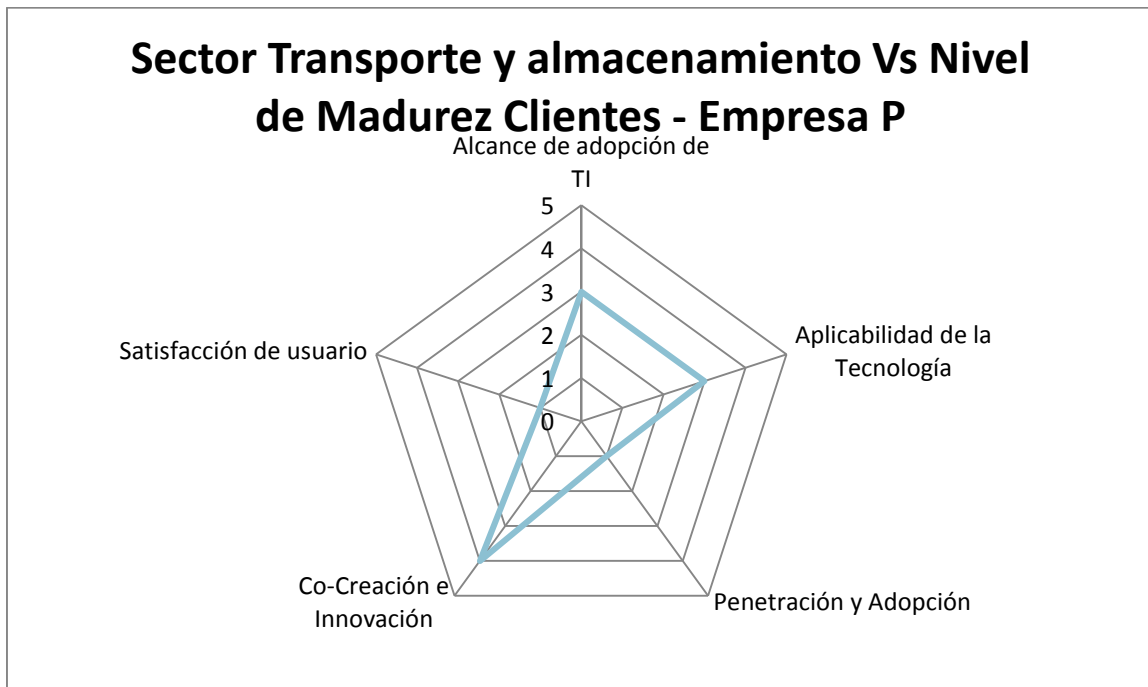 Sector Transporte y almacenamiento Vs Nivel
de Madurez Clientes - Empresa P
Alcance de adopción de
TI
5
4
3
2
1
0
Aplicabilidad de la
Tecnología
Satisfacción de usuario
Co-Creación e
Innovación
Penetración y Adopción